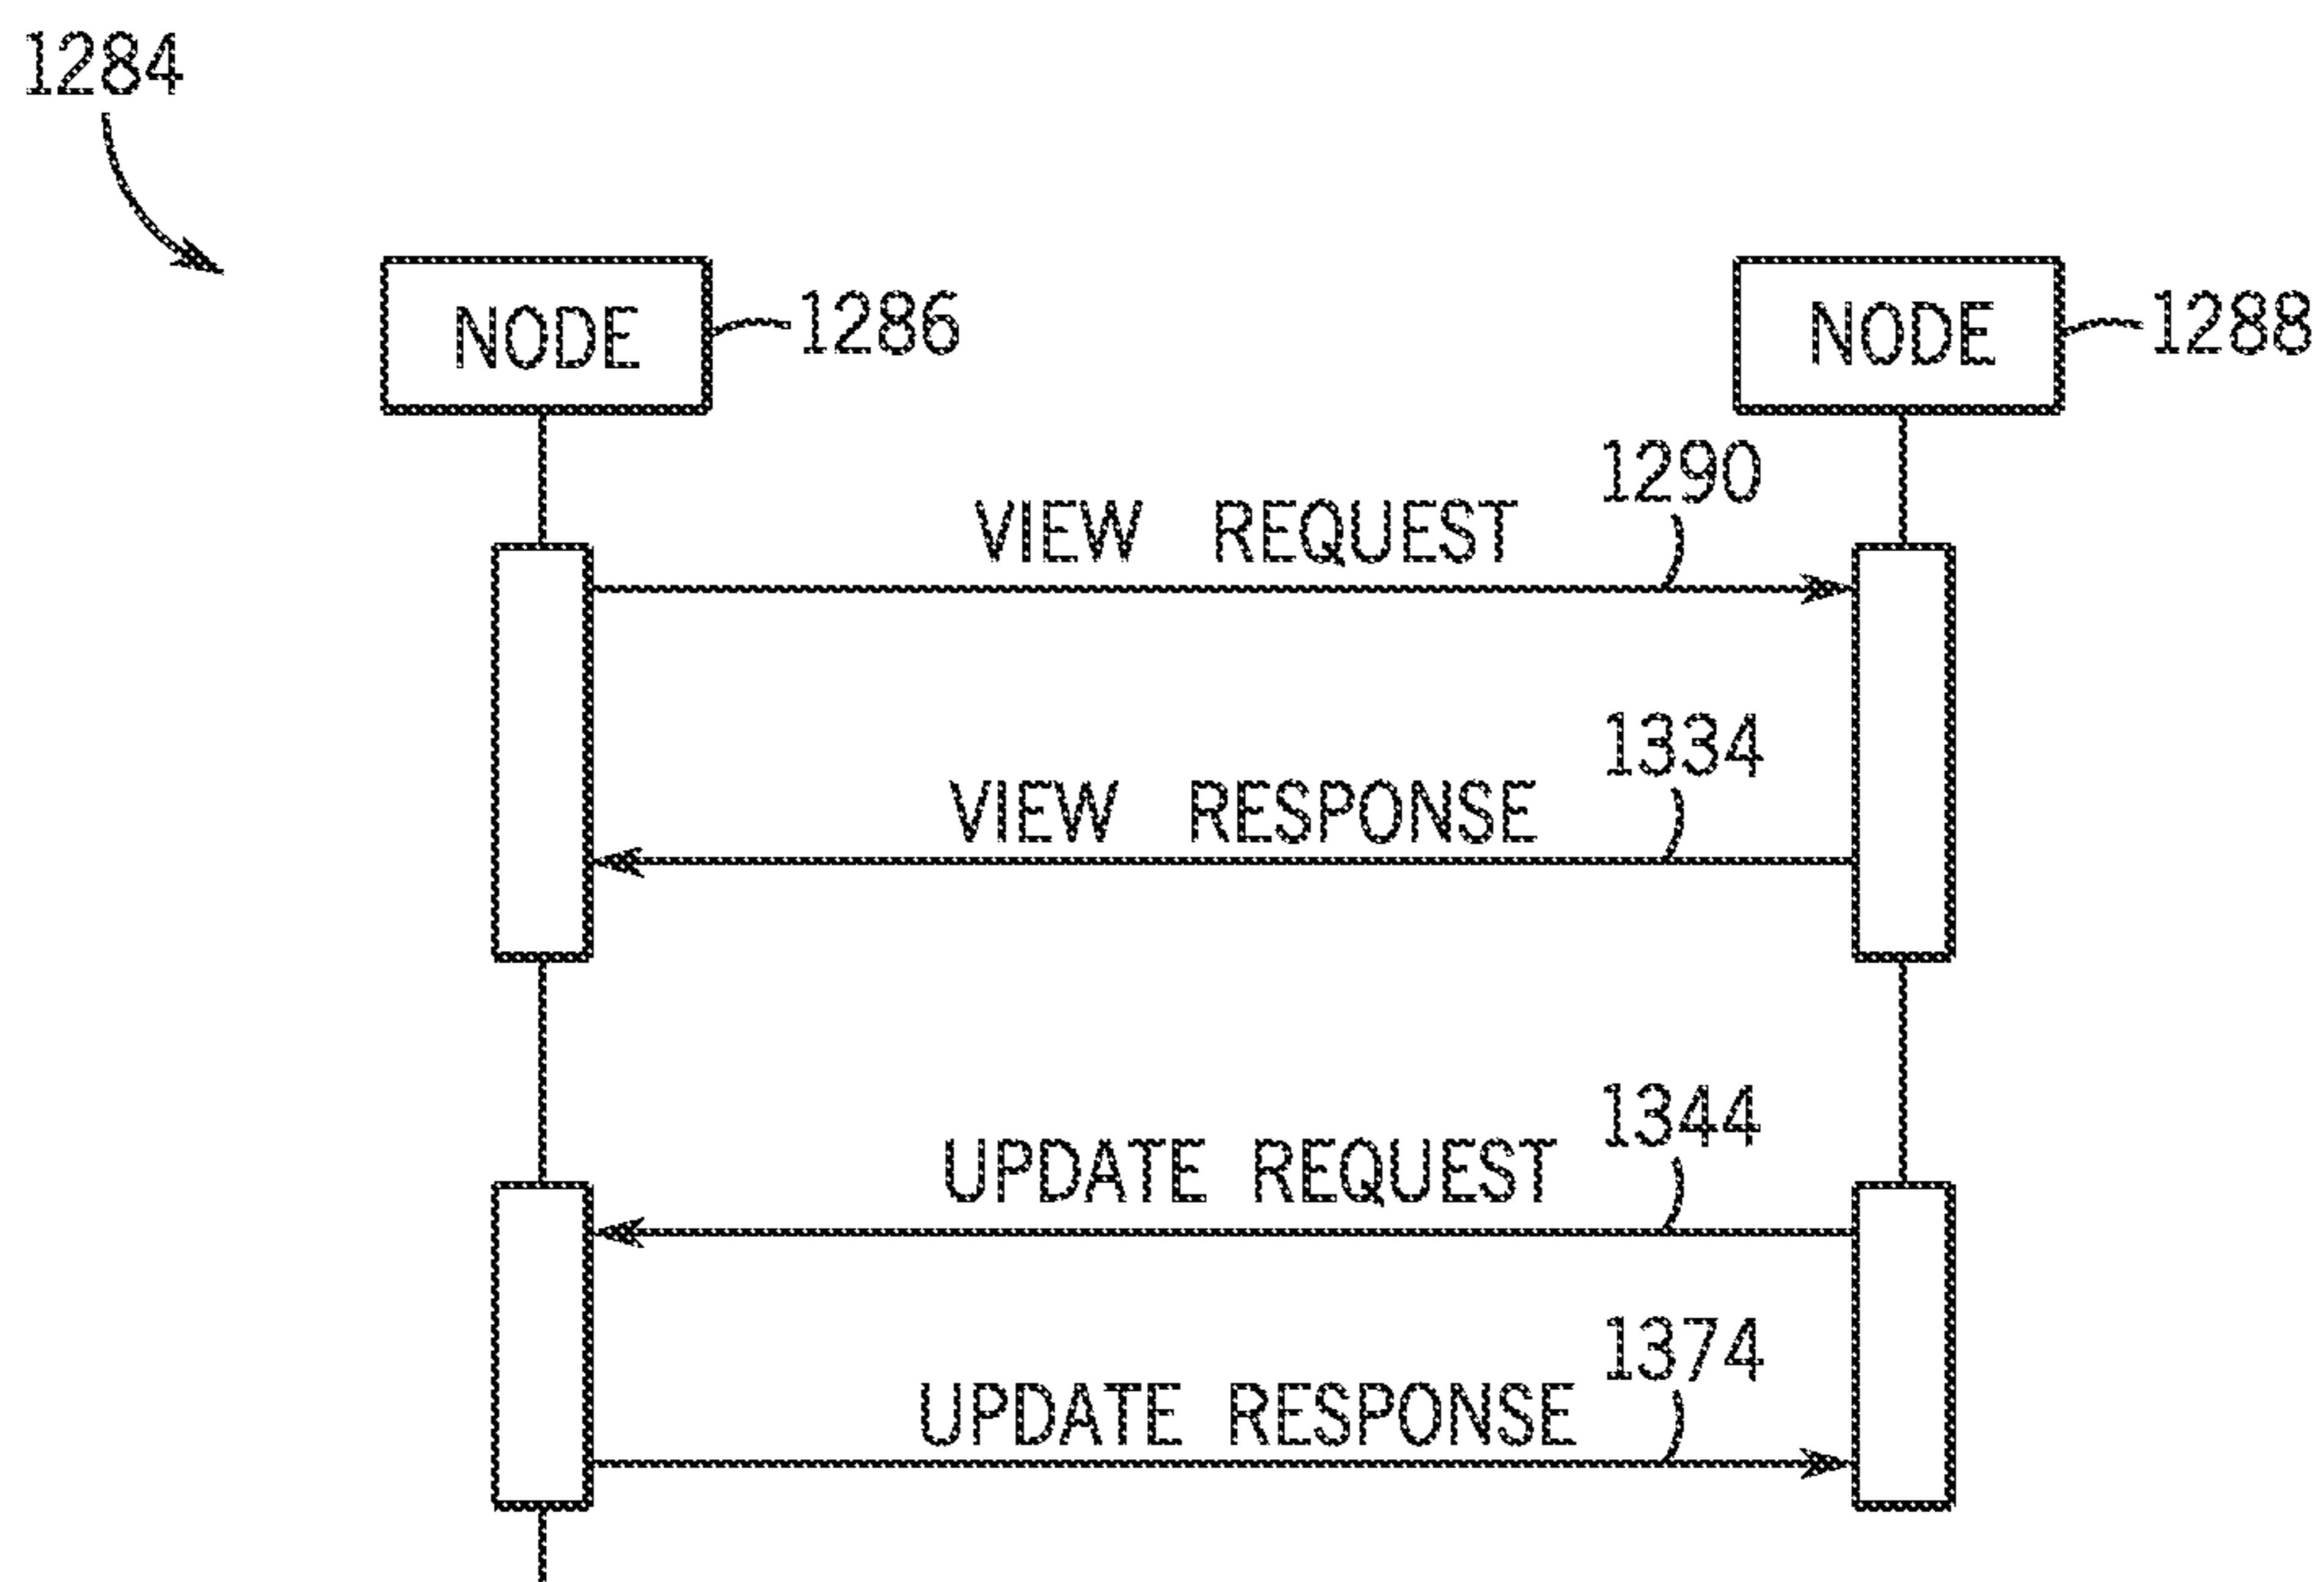 1284
NODE
1286
NODE
1288
1290
VIEW REQUEST
1334
VIEW RESPONSE
1344
UPDATE REQUEST
1374
UPDATE RESPONSE